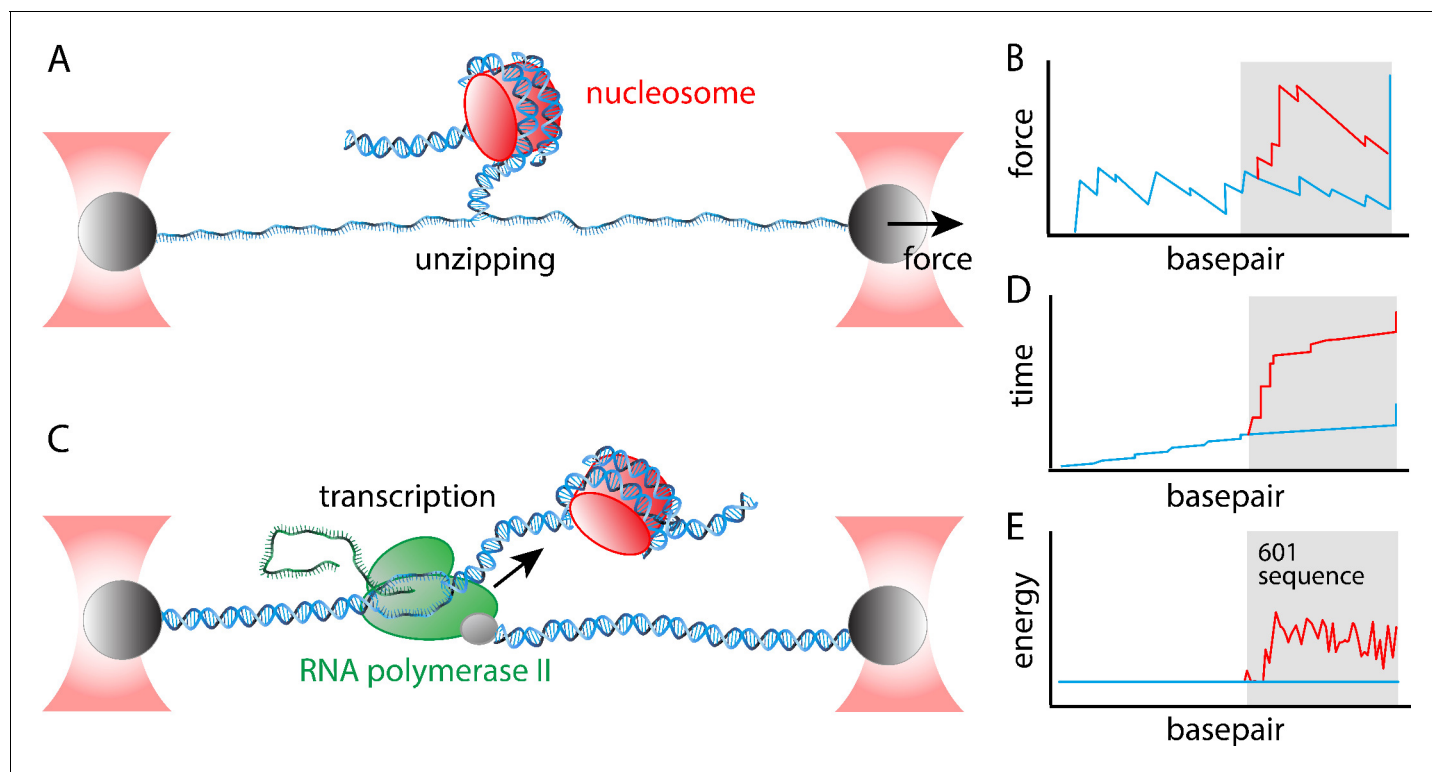 A
nucleosome
unzipping
force
B
force
basepair
C
transcription
RNA polymerase II
D
time
basepair
E
601
sequence
energy
basepair